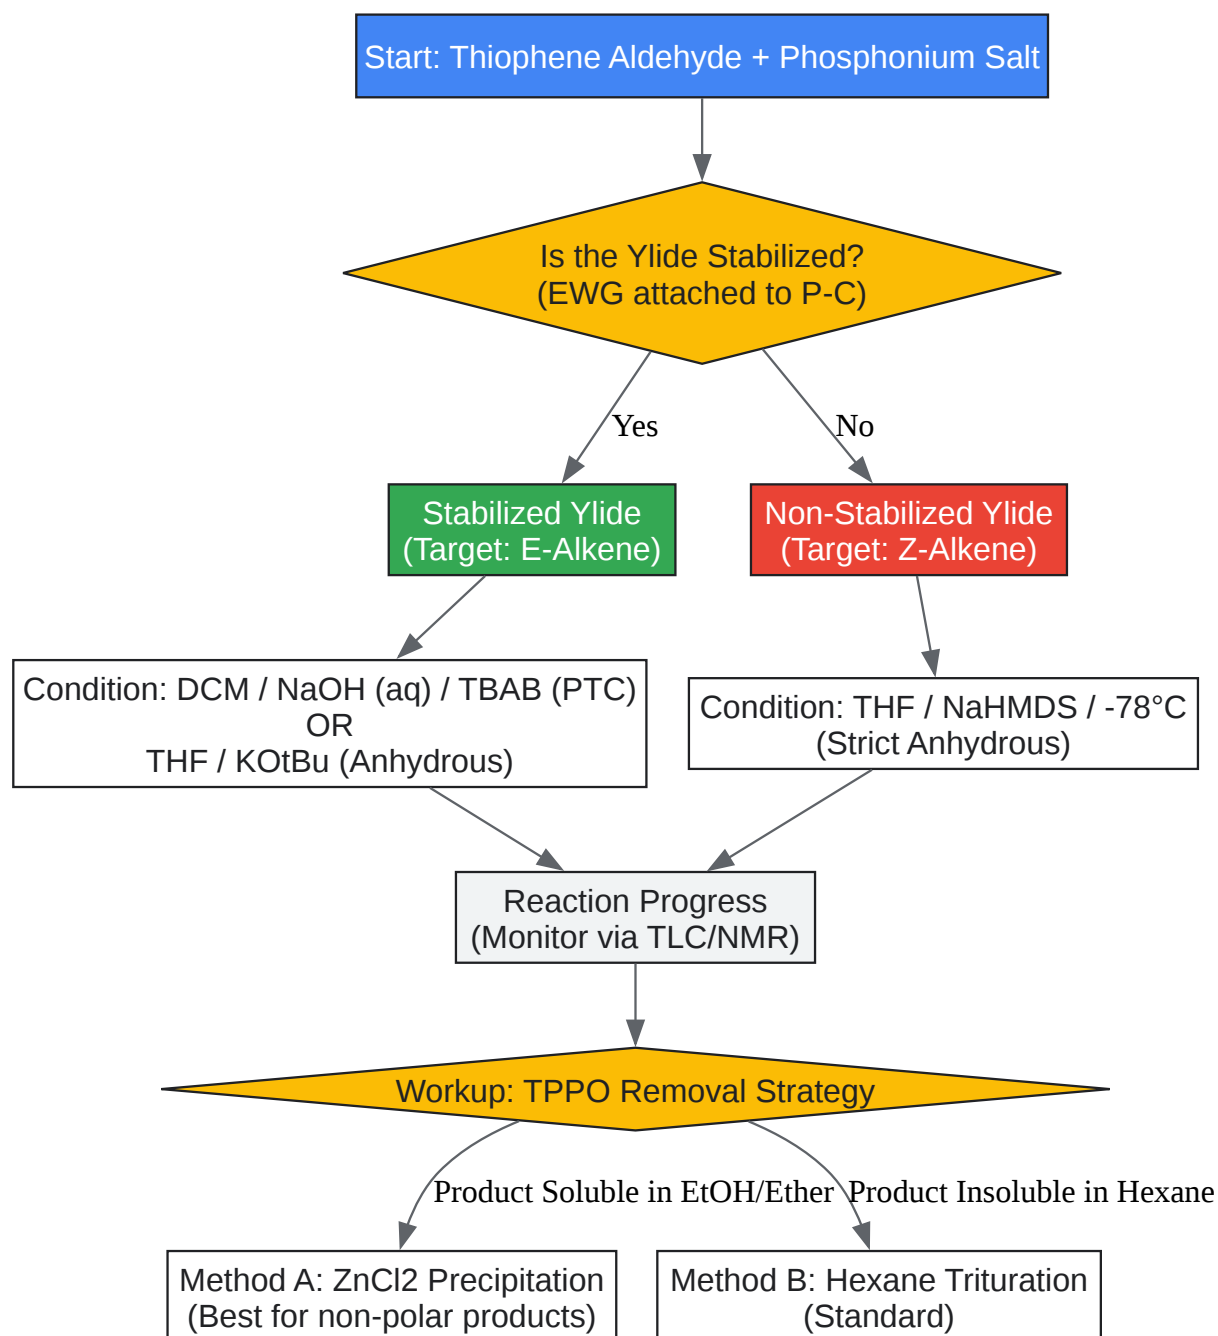 Start: Thiophene Aldehyde + Phosphonium Salt
Is the Ylide Stabilized?
(EWG attached to P-C)
Yes
No
Stabilized Ylide
(Target: E-Alkene)
Non-Stabilized Ylide
(Target: Z-Alkene)
Condition: DCM / NaOH (aq) / TBAB (PTC)
OR
THF / KOtBu (Anhydrous)
Condition: THF / NaHMDS / -78°C
(Strict Anhydrous)
Reaction Progress
(Monitor via TLC/NMR)
Workup: TPPO Removal Strategy
Product Soluble in EtOH/Ether
Product Insoluble in Hexane
Method A: ZnCl2 Precipitation
(Best for non-polar products)
Method B: Hexane Trituration
(Standard)